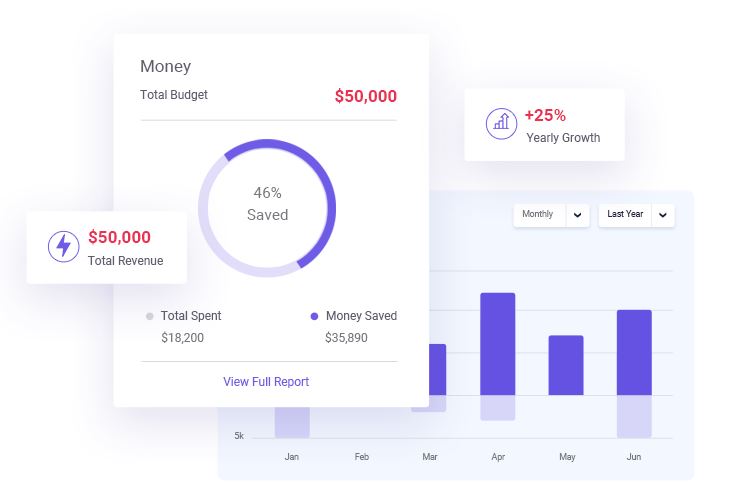 Money
Total Budget $50,000
46%
Saved
Total Spent Money Saved
$18,200 $35,890
View Full Report
$50,000
Total Revenue
+25%
Yearly Growth
Monthly Last Year
5k
Jan Feb Mar Apr May Jun